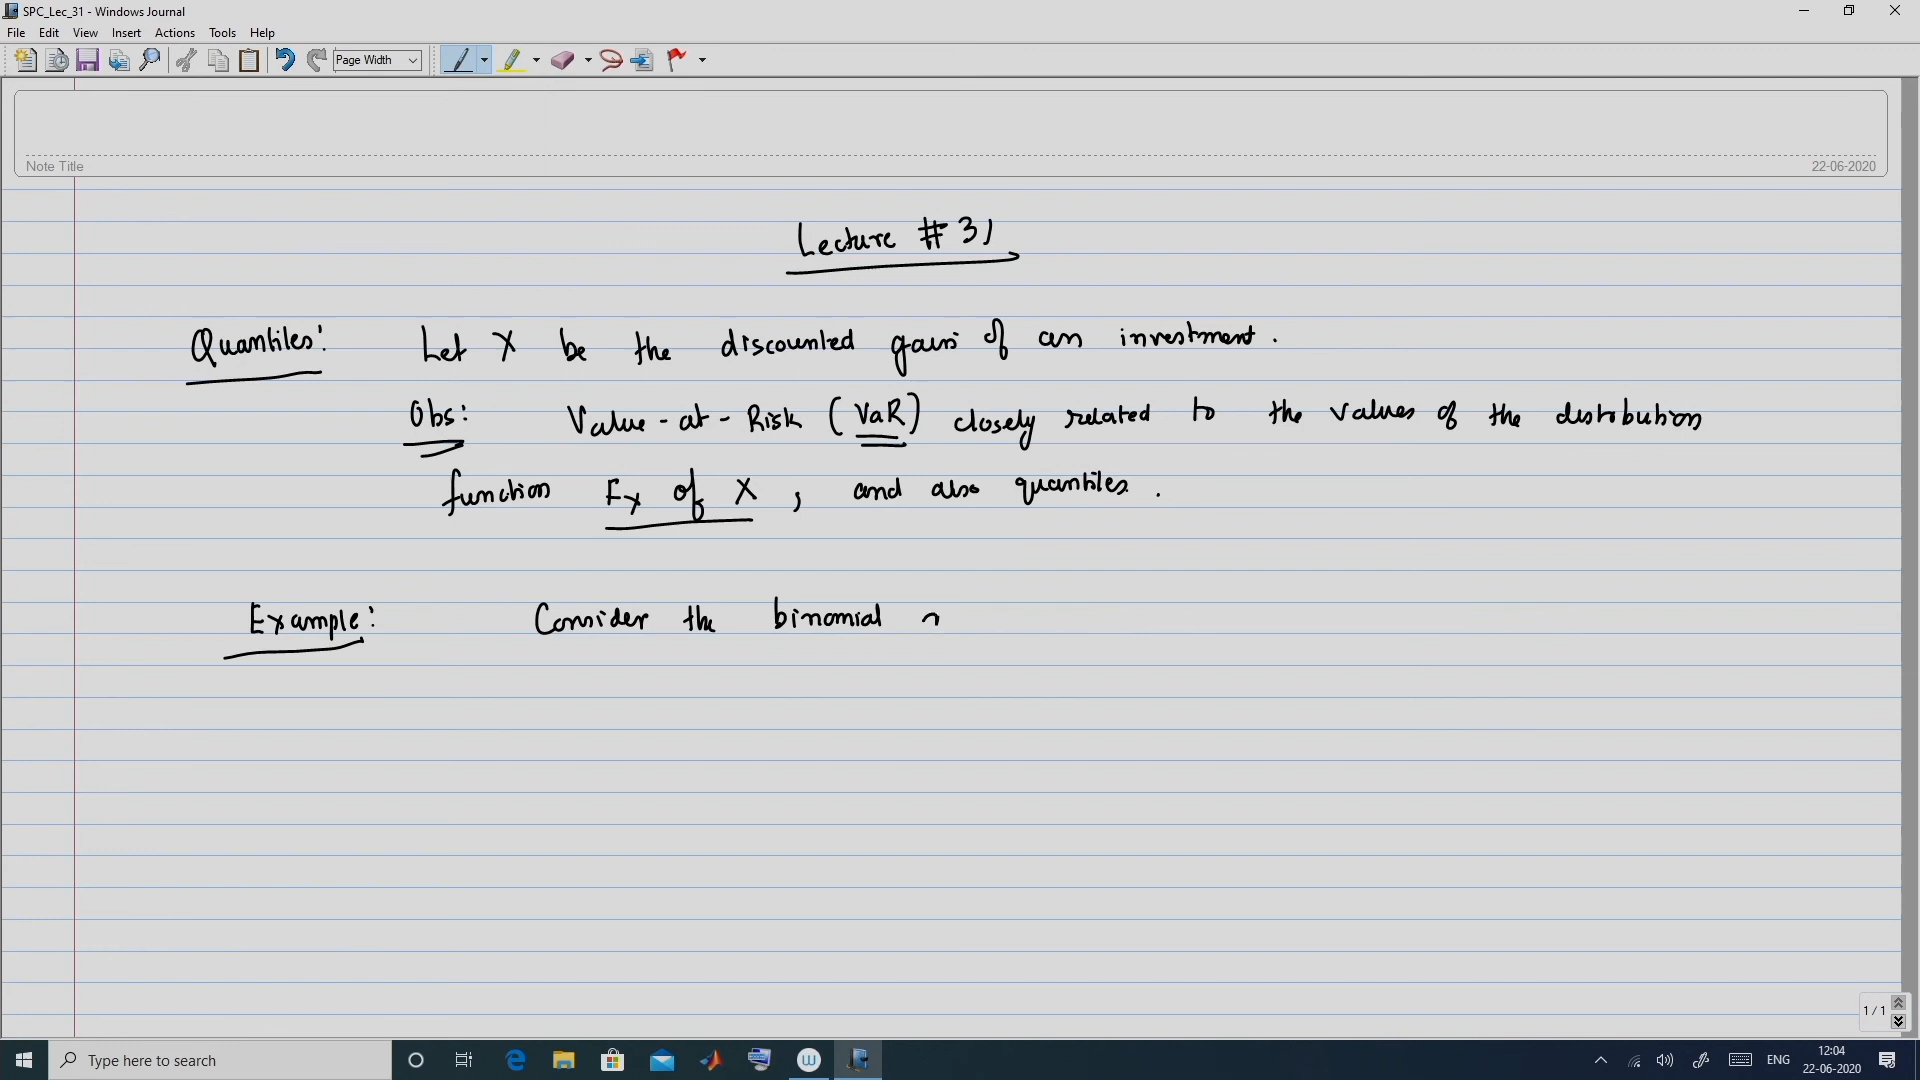 SPC_Lec_31 - Windows Journal
File Edit View Insert Actions Tools Help
Page Width
Note Title
22-06-2020
Lecture # 31
Quantiles: Let X be the discounted gain of an investment.
Obs: Value-at-Risk (VaR) closely related to the values of the distribution
function F_X of X, and also quantiles.
Example: Consider the binomial
1 / 1
Type here to search
ENG
12:04
22-06-2020